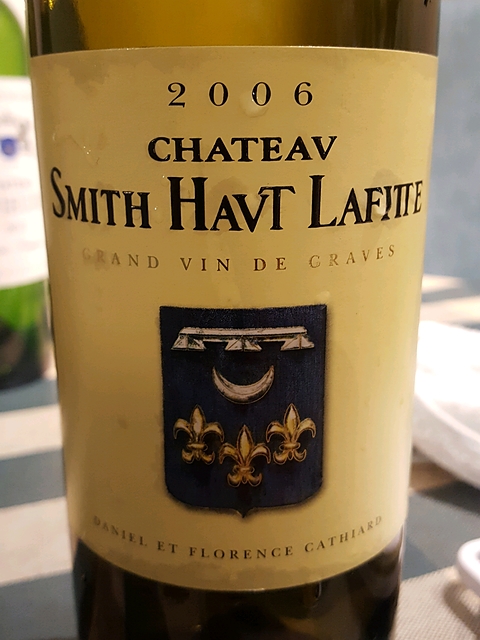 2006
CHATEAV
SMITH HAVT LAFITTE
GRAND VIN DE GRAVES
DANIEL ET FLORENCE CATHIARD